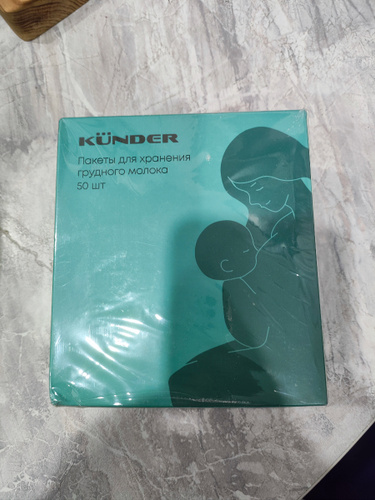 KÜNDER
Пакеты для хранения
грудного молока
50 шт